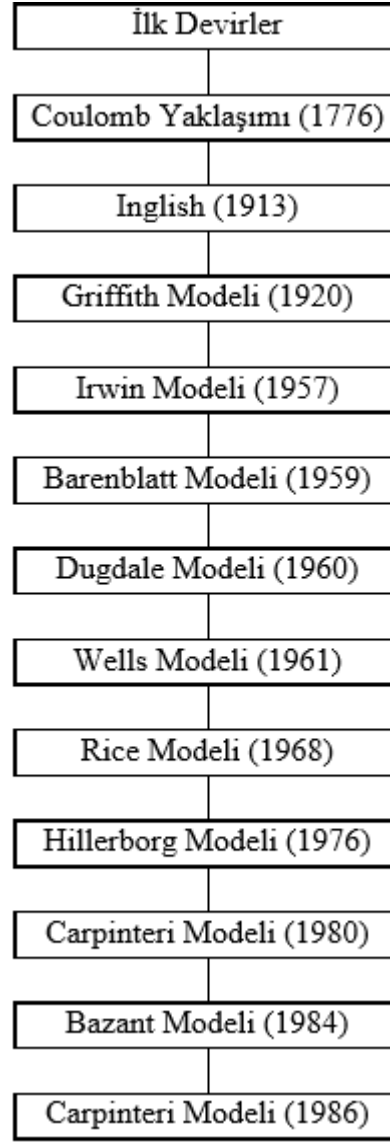 İlk Devirler
Coulomb Yaklaşımı (1776)
Inglish (1913)
Griffith Modeli (1920)
Irwin Modeli (1957)
Barenblatt Modeli (1959)
Dugdale Modeli (1960)
Wells Modeli (1961)
Rice Modeli (1968)
Hillerborg Modeli (1976)
Carpinteri Modeli (1980)
Bazant Modeli (1984)
Carpinteri Modeli (1986)